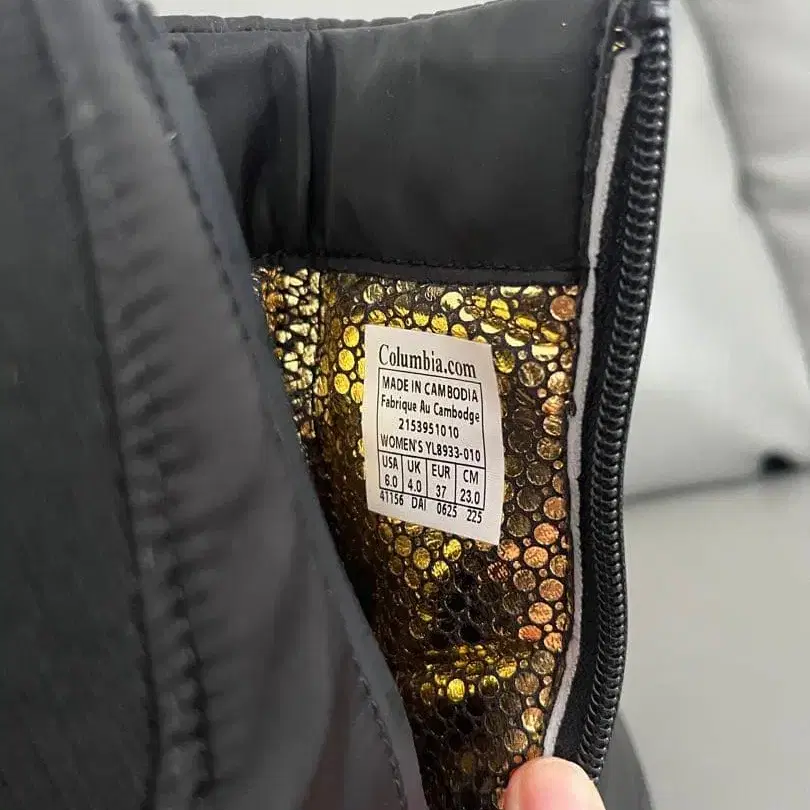 Columbia.com
MADE IN CAMBODIA
Fabrique Au Cambodge
2153951010
WOMEN'S YL8933-010
USA UK EUR CM
6.0 4.0 37 23.0
41156 DAI 0625 225